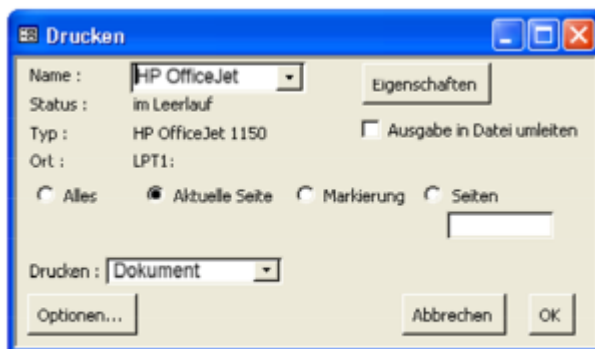 Drucken
Name : HP OfficeJet Eigenschaften
Status : im Leerlauf
Typ : HP OfficeJet 1150 Ausgabe in Datei umleiten
Ort : LPT1:
Alles Aktuelle Seite Markierung Seiten
Drucken : Dokument
Optionen... Abbrechen OK